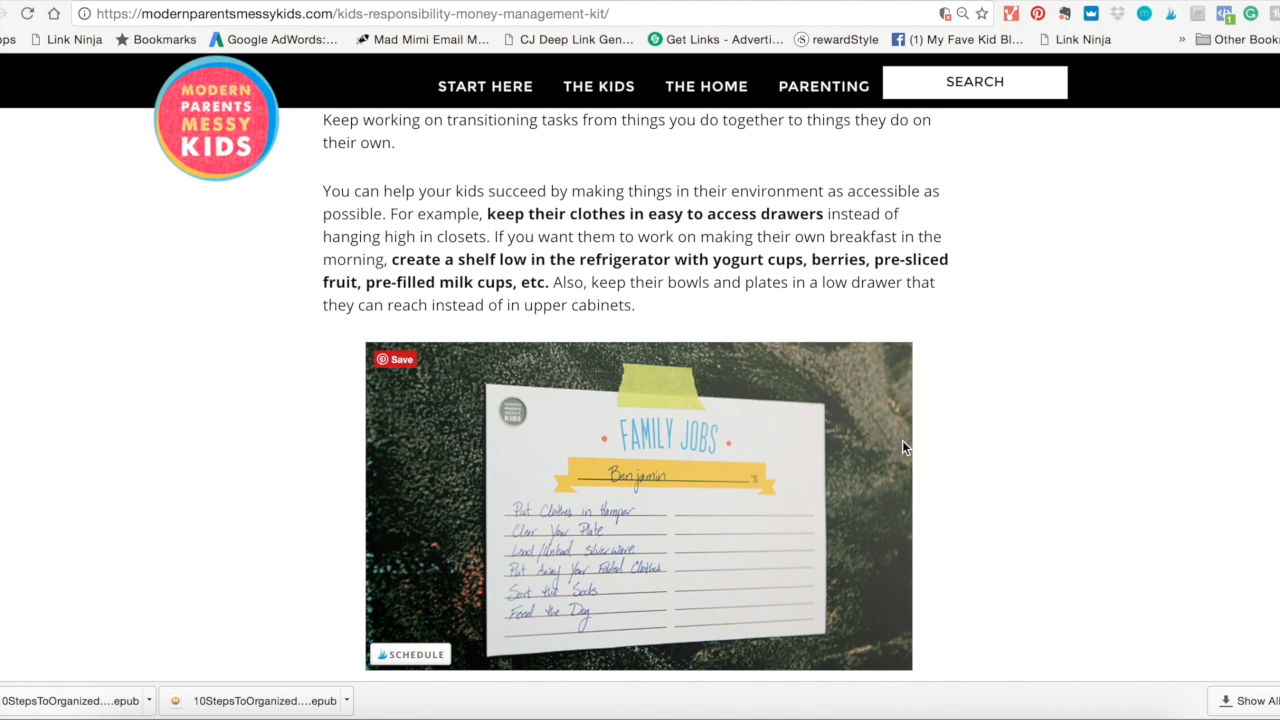 https://modernparentsmessykids.com/kids-responsibility-money-management-kit/
Link Ninja
Bookmarks
Google AdWords:...
Mad Mimi Email M...
CJ Deep Link Gen...
Get Links - Adverti...
rewardStyle
(1) My Fave Kid Bl...
Link Ninja
»
Other Book
MODERN
PARENTS
MESSY
KIDS
START HERE
THE KIDS
THE HOME
PARENTING
SEARCH
Keep working on transitioning tasks from things you do together to things they do on
their own.
You can help your kids succeed by making things in their environment as accessible as
possible. For example, keep their clothes in easy to access drawers instead of
hanging high in closets. If you want them to work on making their own breakfast in the
morning, create a shelf low in the refrigerator with yogurt cups, berries, pre-sliced
fruit, pre-filled milk cups, etc. Also, keep their bowls and plates in a low drawer that
they can reach instead of in upper cabinets.
Save
FAMILY JOBS
Benjamin 's
Put Clothes in Hamper
Clear Your Plate
Load/Unload Silverware
Put Away Your Folded Clothes
Sort the Socks
Feed the Dog
SCHEDULE
0StepsToOrganized....epub
10StepsToOrganized....epub
Show All